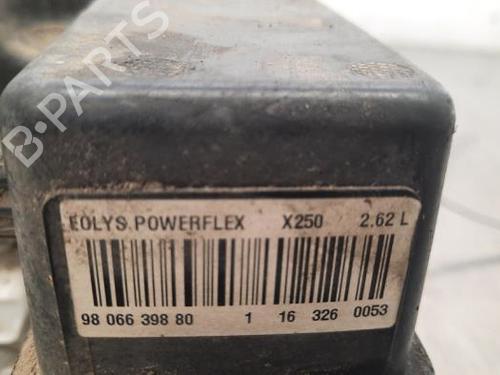 B-PARTS
EOLYS POWERFLEX X250 2.62 L
98 066 398 80 1 16 326 0053